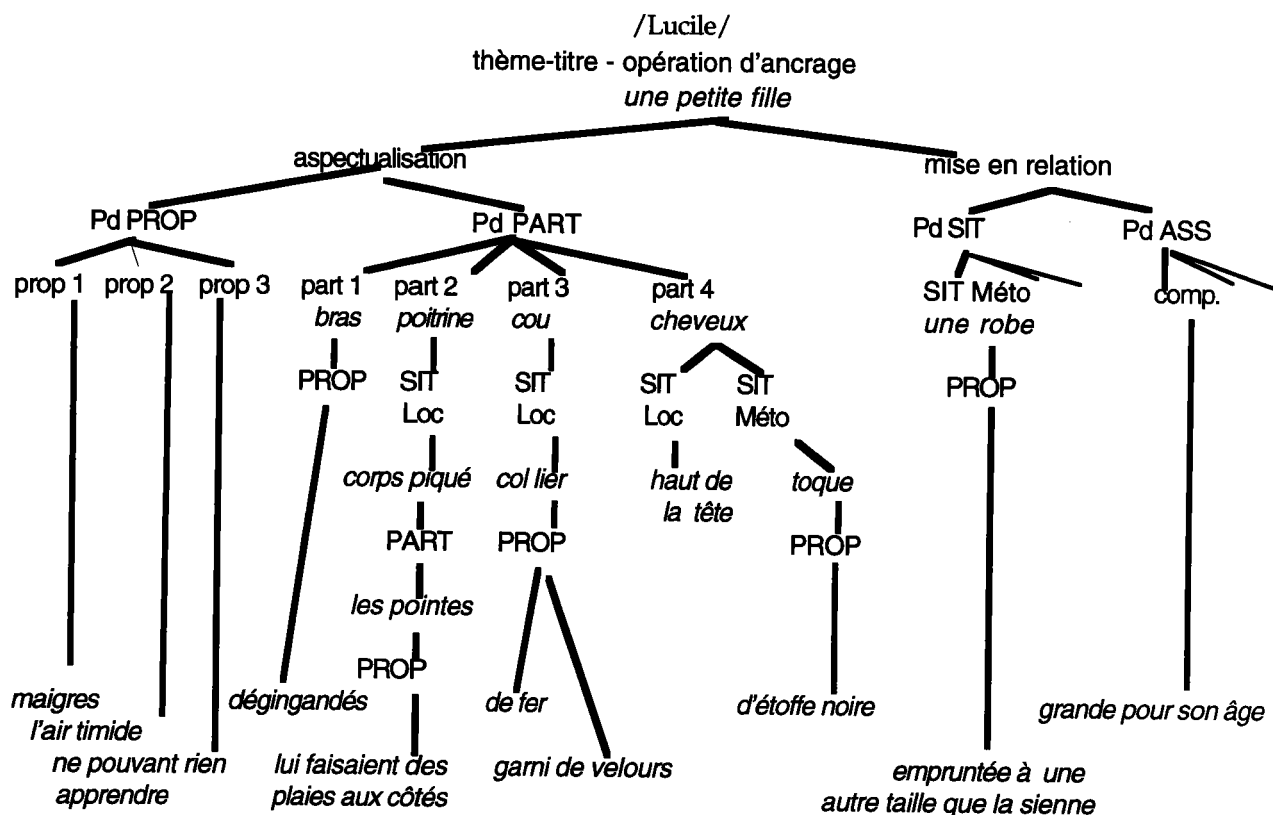 /Lucile/
thème-titre - opération d'ancrage
une petite fille
aspectualisation
mise en relation
Pd PROP
Pd PART
Pd SIT
Pd ASS
prop 1
prop 2
prop 3
part 1
bras
part 2
poitrine
part 3
cou
part 4
cheveux
SIT Méto
une robe
comp.
PROP
SIT
Loc
SIT
Loc
SIT
Loc
SIT
Méto
PROP
corps piqué
col lier
haut de
la tête
toque
PART
PROP
PROP
les pointes
PROP
maigres
l'air timide
ne pouvant rien
apprendre
dégingandés
lui faisaient des
plaies aux côtés
de fer
garni de velours
d'étoffe noire
empruntée à une
autre taille que la sienne
grande pour son âge